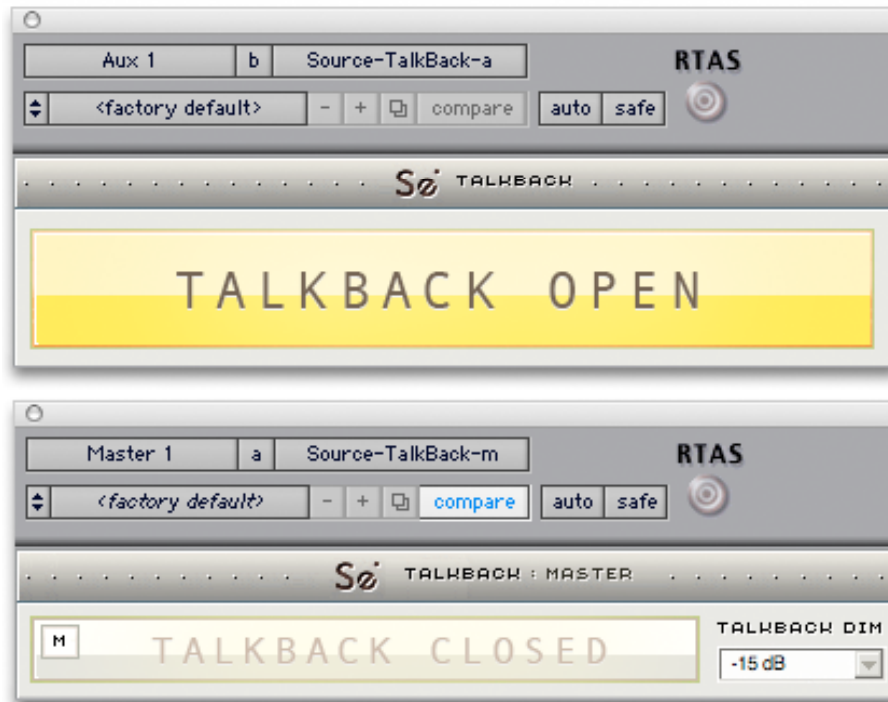 Aux 1 b Source-TalkBack-a RTAS
<factory default> - + compare auto safe
Sø TALKBACK
TALKBACK OPEN
Master 1 a Source-TalkBack-m RTAS
<factory default> - + compare auto safe
Sø TALKBACK : MASTER
TALKBACK DIM
M TALKBACK CLOSED
-15 dB